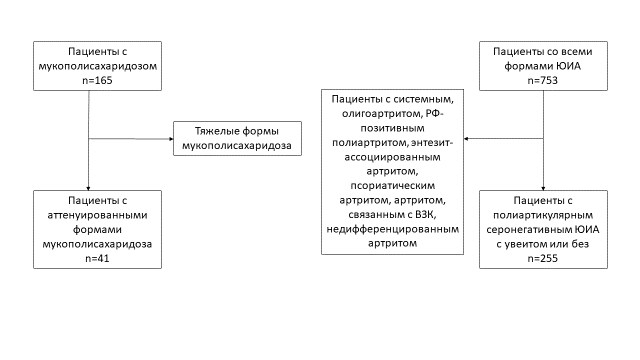 Пациенты с
мукополисахаридозом
n=165
Тяжелые формы
мукополисахаридоза
Пациенты с
аттенуированными
формами
мукополисахаридоза
n=41
Пациенты со всеми
формами ЮИА
n=753
Пациенты с системным,
олигоартритом, РФ-
позитивным
полиартритом, энтезит-
ассоциированным
артритом,
псориатическим
артритом, артритом,
связанным с ВЗК,
недифференцированным
артритом
Пациенты с
полиартикулярным
серонегативным ЮИА
с увеитом или без
n=255